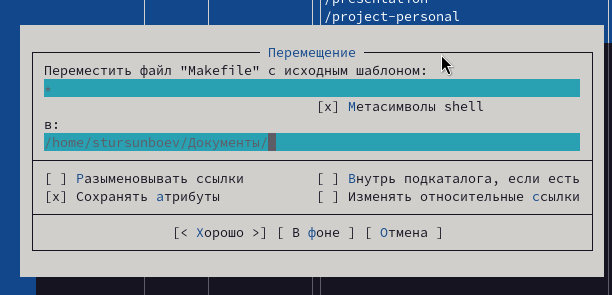 /presentation
/project-personal
Перемещение
Переместить файл "Makefile" с исходным шаблоном:
*
[x] Метасимволы shell
в:
/home/stursunboev/Документы/
[ ] Разыменовывать ссылки [ ] Внутрь подкаталога, если есть
[x] Сохранять атрибуты [ ] Изменять относительные ссылки
[< Хорошо >] [ В фоне ] [ Отмена ]